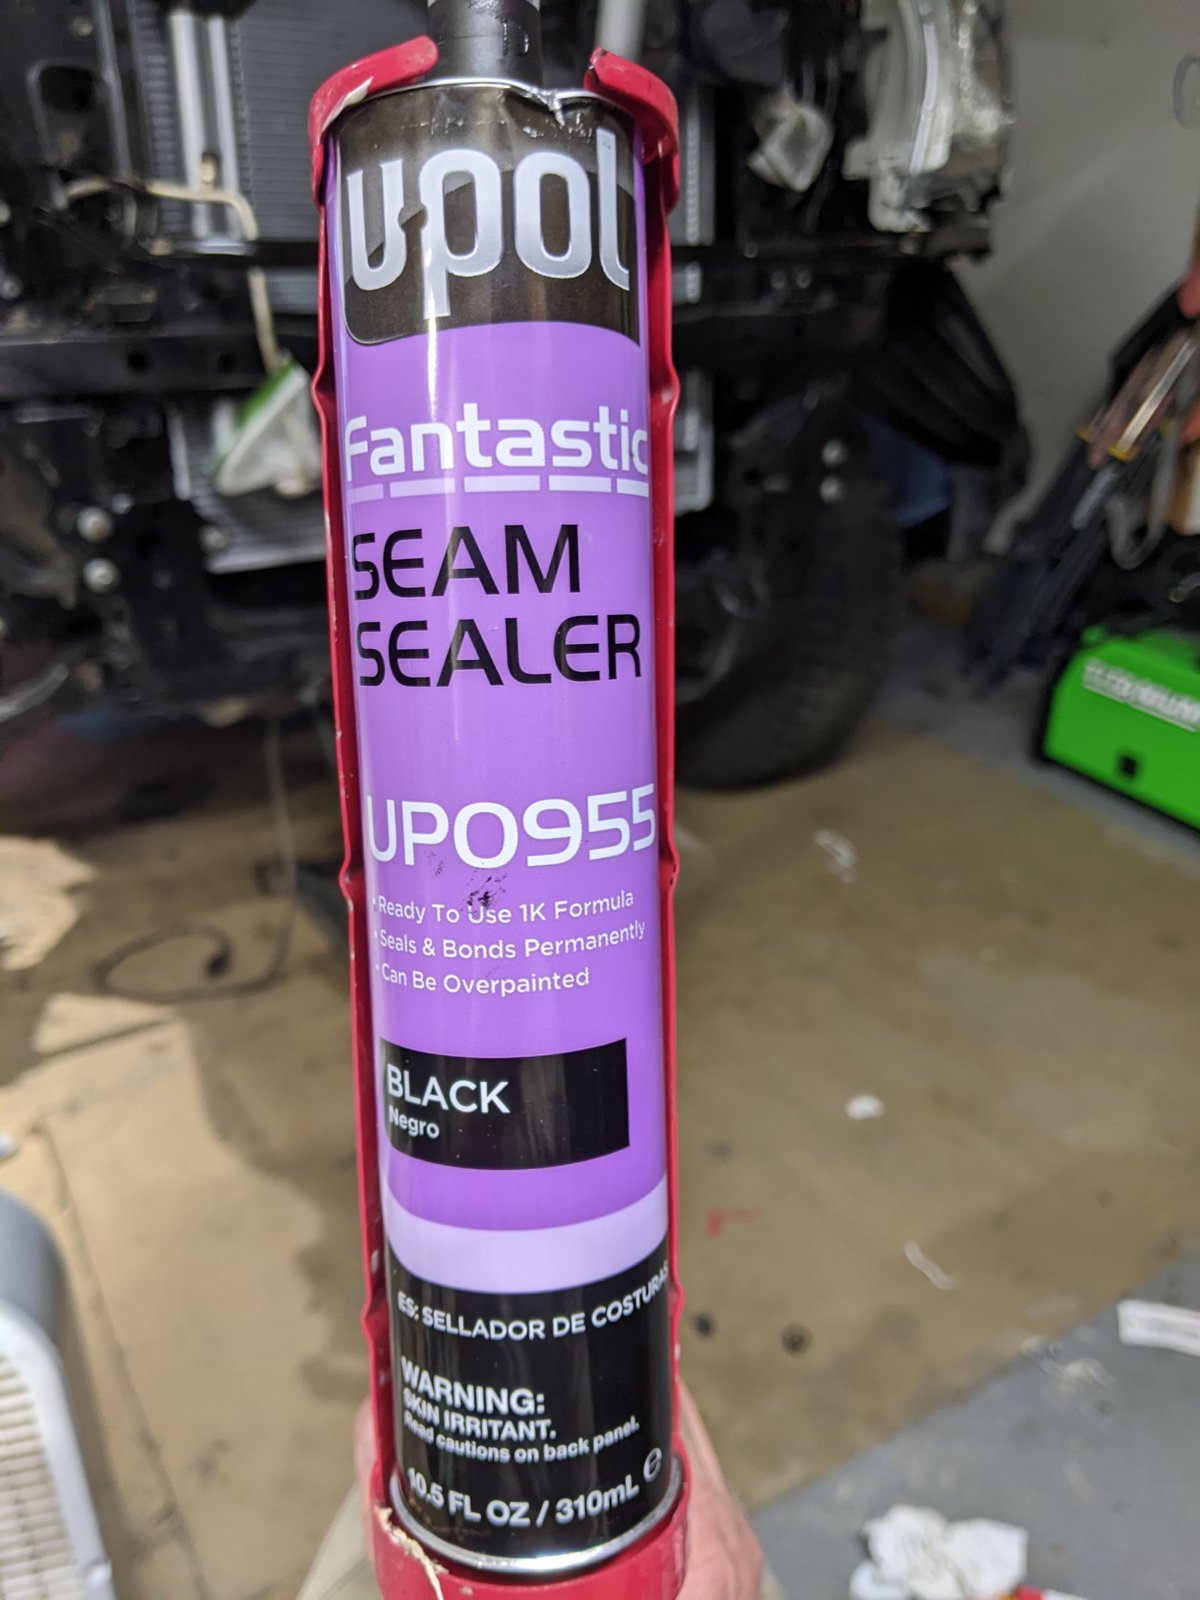 u-pol
Fantastic
SEAM
SEALER
UP0955
• Ready To Use 1K Formula
• Seals & Bonds Permanently
• Can Be Overpainted
BLACK
Negro
ES: SELLADOR DE COSTURAS
WARNING:
SKIN IRRITANT.
Read cautions on back panel.
10.5 FL OZ / 310mL e